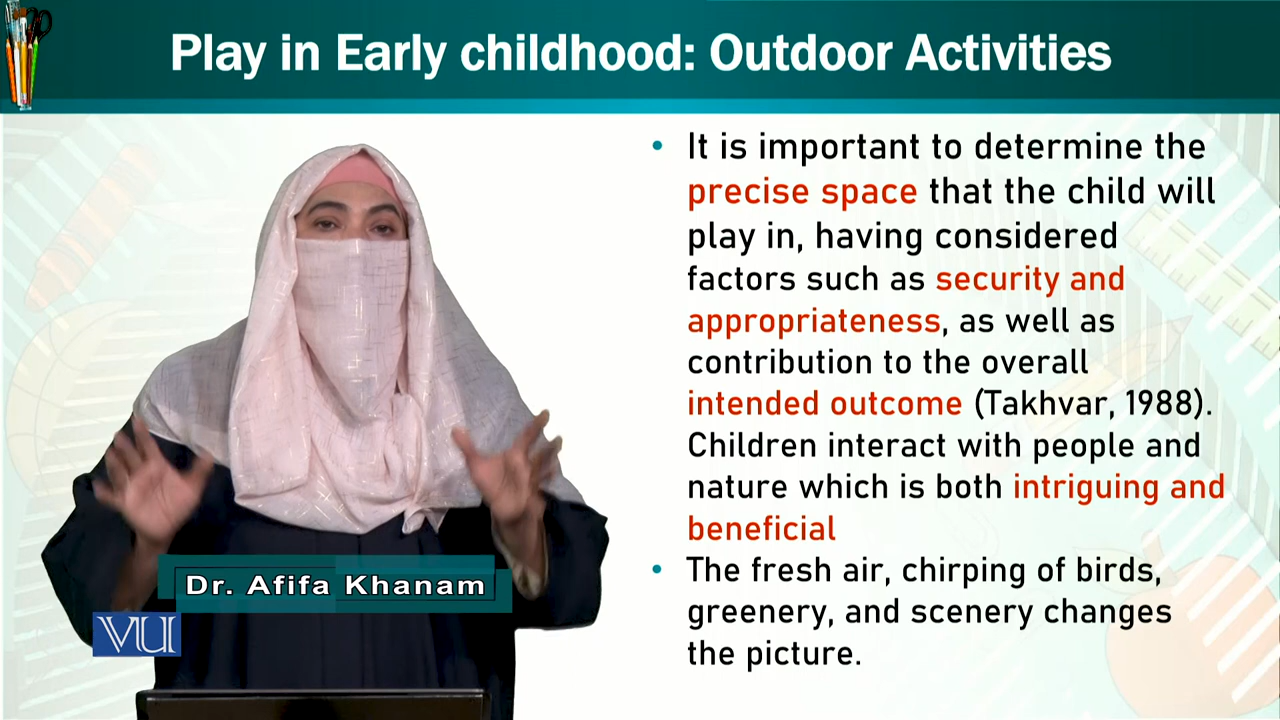 Play in Early childhood: Outdoor Activities
• It is important to determine the
precise space that the child will
play in, having considered
factors such as security and
appropriateness, as well as
contribution to the overall
intended outcome (Takhvar, 1988).
Children interact with people and
nature which is both intriguing and
beneficial
• The fresh air, chirping of birds,
greenery, and scenery changes
the picture.
Dr. Afifa Khanam
VU